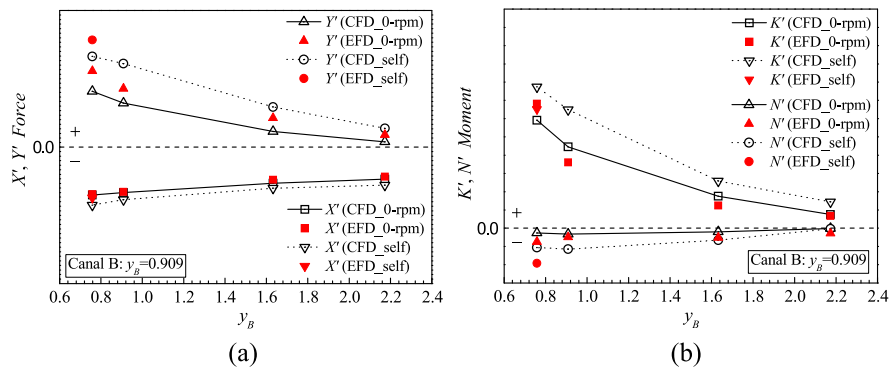 X′, Y′ Force
+
0.0
−
Y′ (CFD_0-rpm)
Y′ (EFD_0-rpm)
Y′ (CFD_self)
Y′ (EFD_self)
X′ (CFD_0-rpm)
X′ (EFD_0-rpm)
X′ (CFD_self)
X′ (EFD_self)
Canal B: yB=0.909
0.6 0.8 1.0 1.2 1.4 1.6 1.8 2.0 2.2 2.4
yB
(a)
K′, N′ Moment
+
0.0
−
K′ (CFD_0-rpm)
K′ (EFD_0-rpm)
K′ (CFD_self)
K′ (EFD_self)
N′ (CFD_0-rpm)
N′ (EFD_0-rpm)
N′ (CFD_self)
N′ (EFD_self)
Canal B: yB=0.909
0.6 0.8 1.0 1.2 1.4 1.6 1.8 2.0 2.2 2.4
yB
(b)